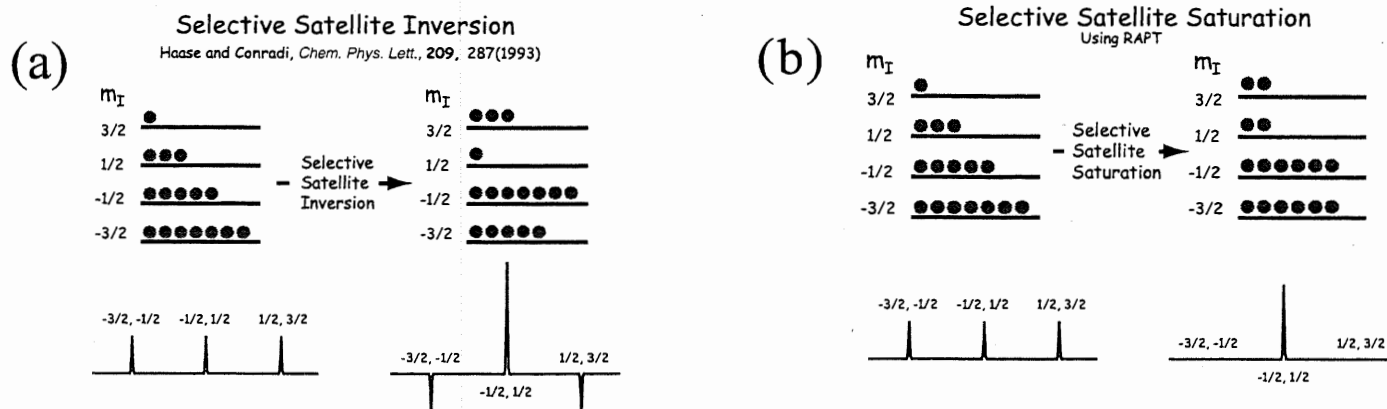 (a)
Selective Satellite Inversion
Haase and Conradi, Chem. Phys. Lett., 209, 287(1993)
mI
3/2
1/2
-1/2
-3/2
Selective
Satellite
Inversion
mI
3/2
1/2
-1/2
-3/2
-3/2, -1/2
-1/2, 1/2
1/2, 3/2
-3/2, -1/2
1/2, 3/2
-1/2, 1/2
(b)
Selective Satellite Saturation
Using RAPT
mI
3/2
1/2
-1/2
-3/2
Selective
Satellite
Saturation
mI
3/2
1/2
-1/2
-3/2
-3/2, -1/2
-1/2, 1/2
1/2, 3/2
-3/2, -1/2
1/2, 3/2
-1/2, 1/2